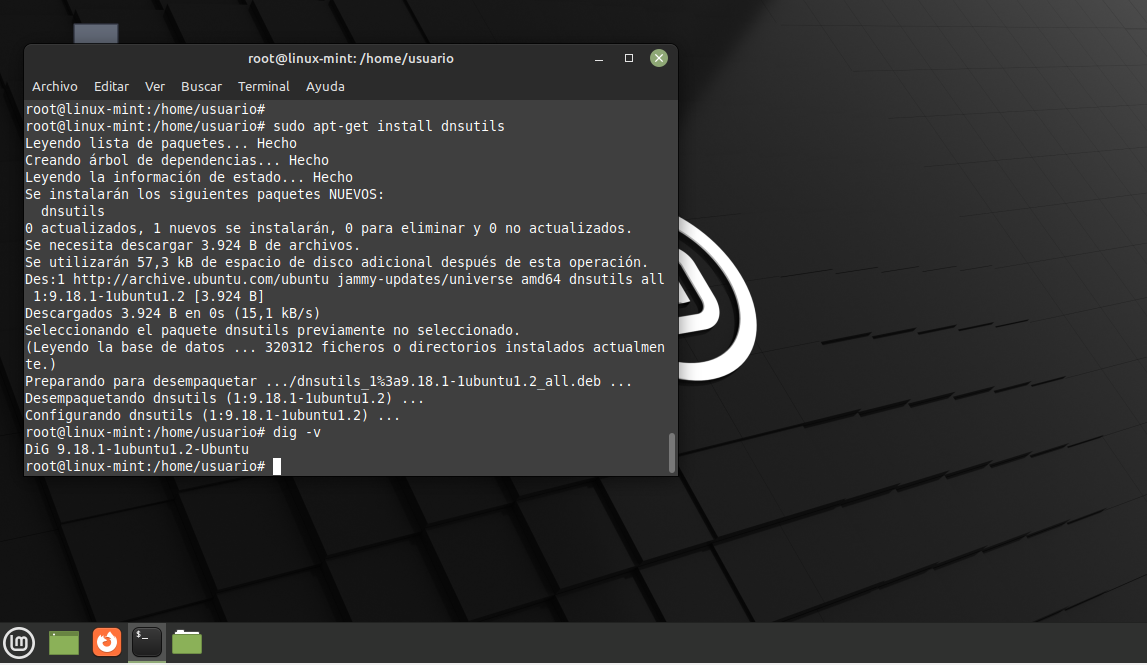 root@linux-mint: /home/usuario
Archivo Editar Ver Buscar Terminal Ayuda
root@linux-mint:/home/usuario#
root@linux-mint:/home/usuario# sudo apt-get install dnsutils
Leyendo lista de paquetes... Hecho
Creando árbol de dependencias... Hecho
Leyendo la información de estado... Hecho
Se instalarán los siguientes paquetes NUEVOS:
  dnsutils
0 actualizados, 1 nuevos se instalarán, 0 para eliminar y 0 no actualizados.
Se necesita descargar 3.924 B de archivos.
Se utilizarán 57,3 kB de espacio de disco adicional después de esta operación.
Des:1 http://archive.ubuntu.com/ubuntu jammy-updates/universe amd64 dnsutils all
 1:9.18.1-1ubuntu1.2 [3.924 B]
Descargados 3.924 B en 0s (15,1 kB/s)
Seleccionando el paquete dnsutils previamente no seleccionado.
(Leyendo la base de datos ... 320312 ficheros o directorios instalados actualmen
te.)
Preparando para desempaquetar .../dnsutils_1%3a9.18.1-1ubuntu1.2_all.deb ...
Desempaquetando dnsutils (1:9.18.1-1ubuntu1.2) ...
Configurando dnsutils (1:9.18.1-1ubuntu1.2) ...
root@linux-mint:/home/usuario# dig -v
DiG 9.18.1-1ubuntu1.2-Ubuntu
root@linux-mint:/home/usuario#
$_